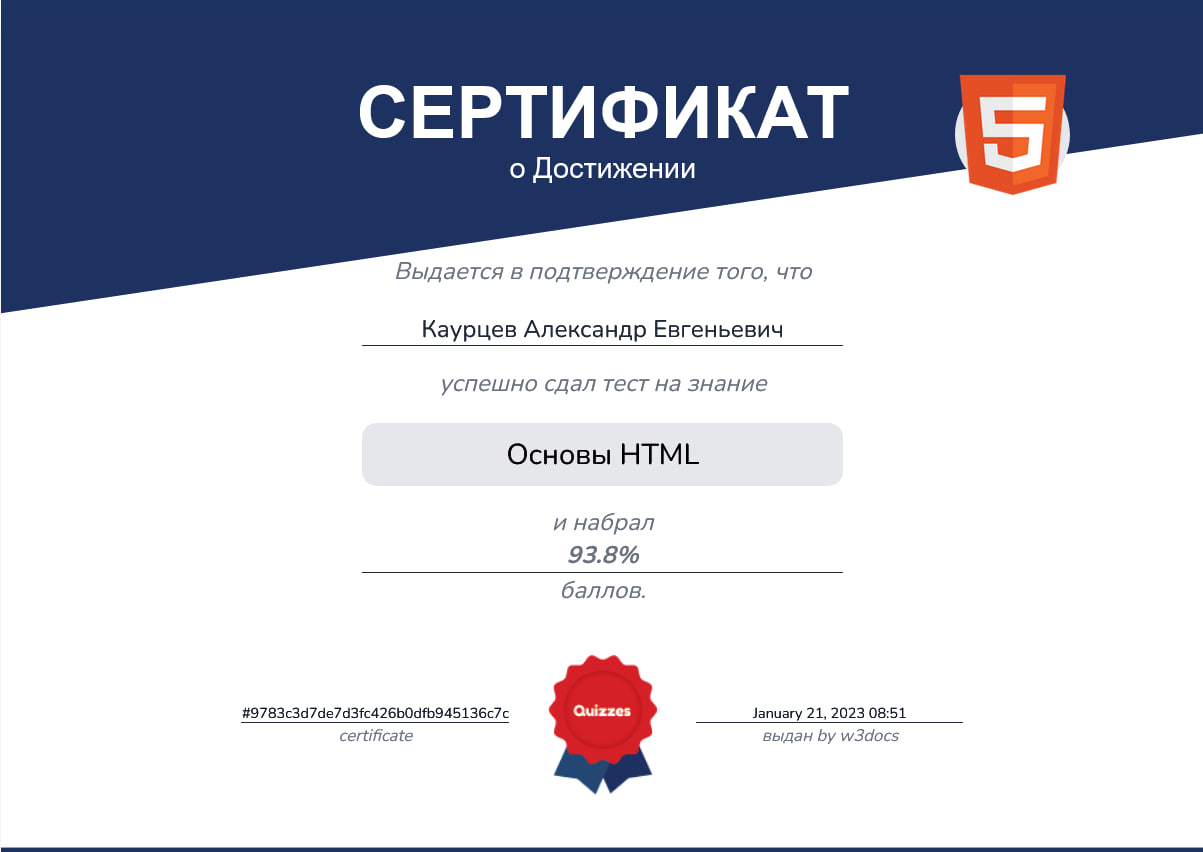 СЕРТИФИКАТ
о Достижении
Выдается в подтверждение того, что
Каурцев Александр Евгеньевич
успешно сдал тест на знание
Основы HTML
и набрал
93.8%
баллов.
Quizzes
#9783c3d7de7d3fc426b0dfb945136c7c
January 21, 2023 08:51
certificate
выдан by w3docs